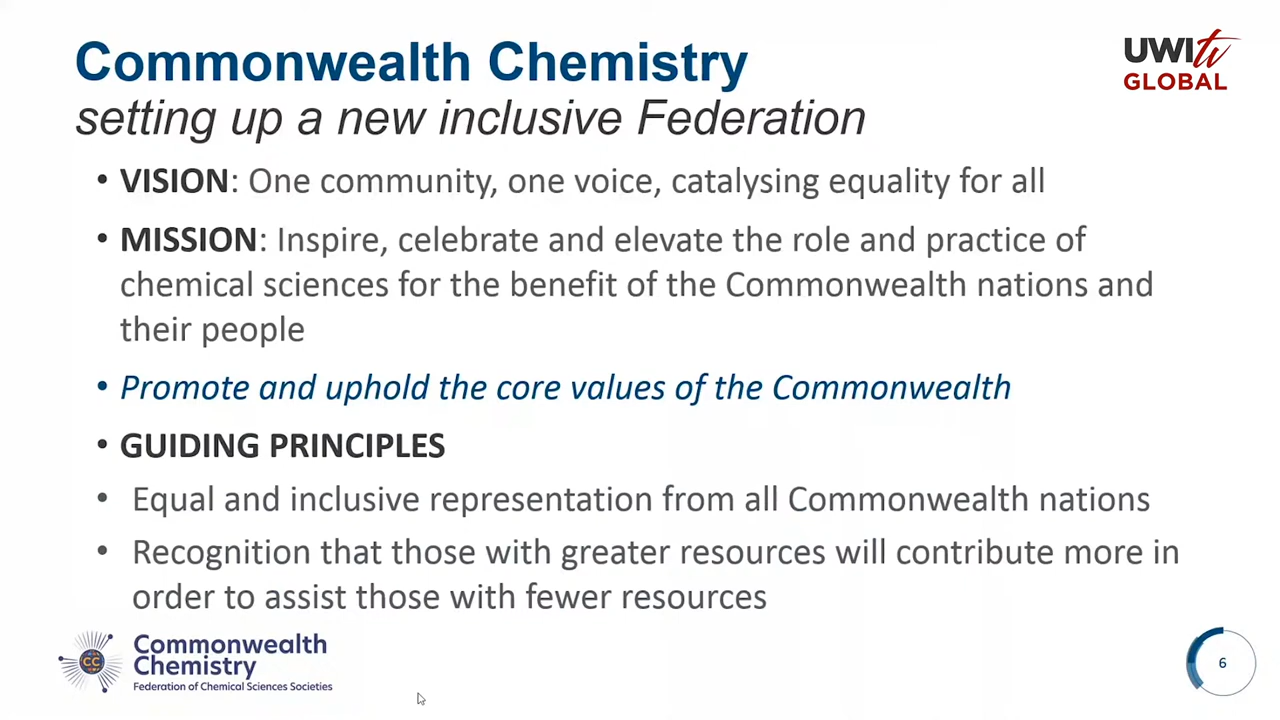 Commonwealth Chemistry
UWItv
GLOBAL
setting up a new inclusive Federation
• VISION: One community, one voice, catalysing equality for all
• MISSION: Inspire, celebrate and elevate the role and practice of
chemical sciences for the benefit of the Commonwealth nations and
their people
• Promote and uphold the core values of the Commonwealth
• GUIDING PRINCIPLES
• Equal and inclusive representation from all Commonwealth nations
• Recognition that those with greater resources will contribute more in
order to assist those with fewer resources
CC
Commonwealth
Chemistry
Federation of Chemical Sciences Societies
6